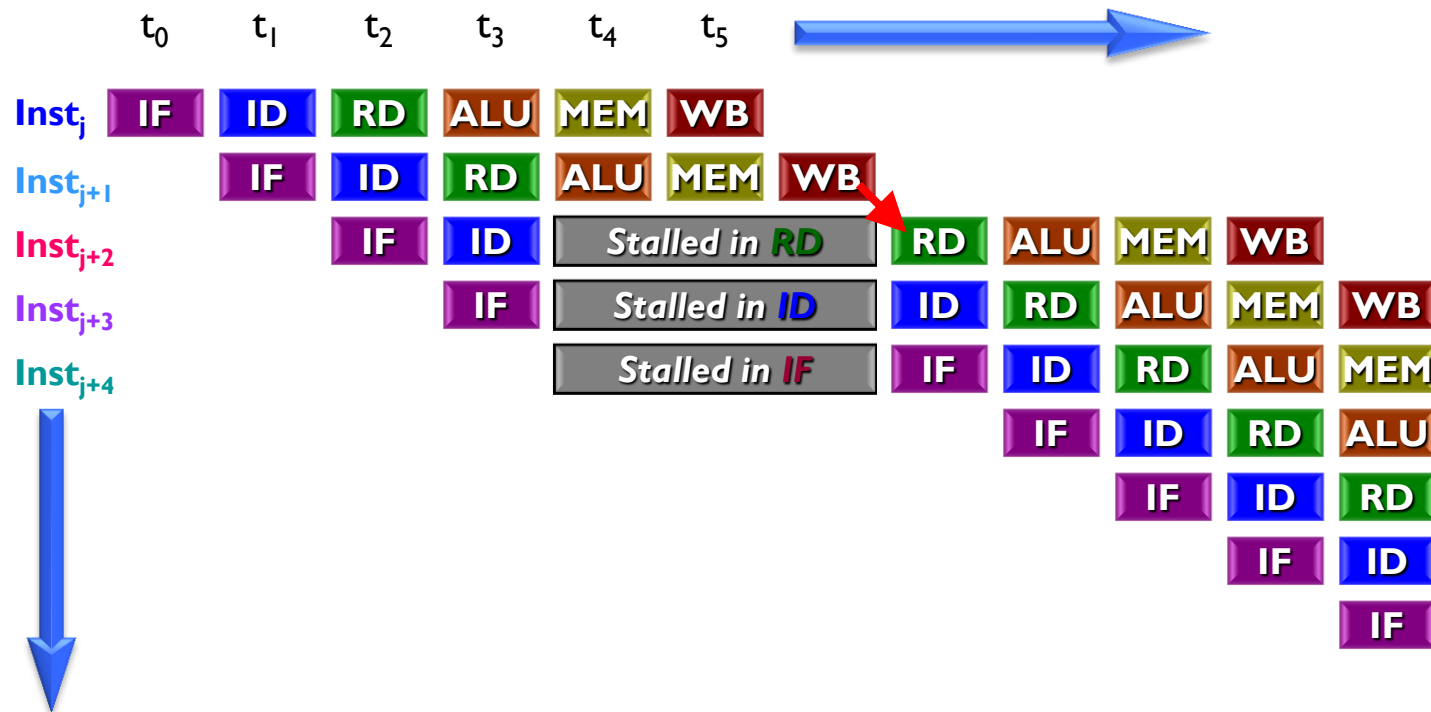 t0 t1 t2 t3 t4 t5
Instj IF ID RD ALU MEM WB
Instj+1 IF ID RD ALU MEM WB
Instj+2 IF ID Stalled in RD RD ALU MEM WB
Instj+3 IF Stalled in ID ID RD ALU MEM WB
Instj+4 Stalled in IF IF ID RD ALU MEM
IF ID RD ALU
IF ID RD
IF ID
IF